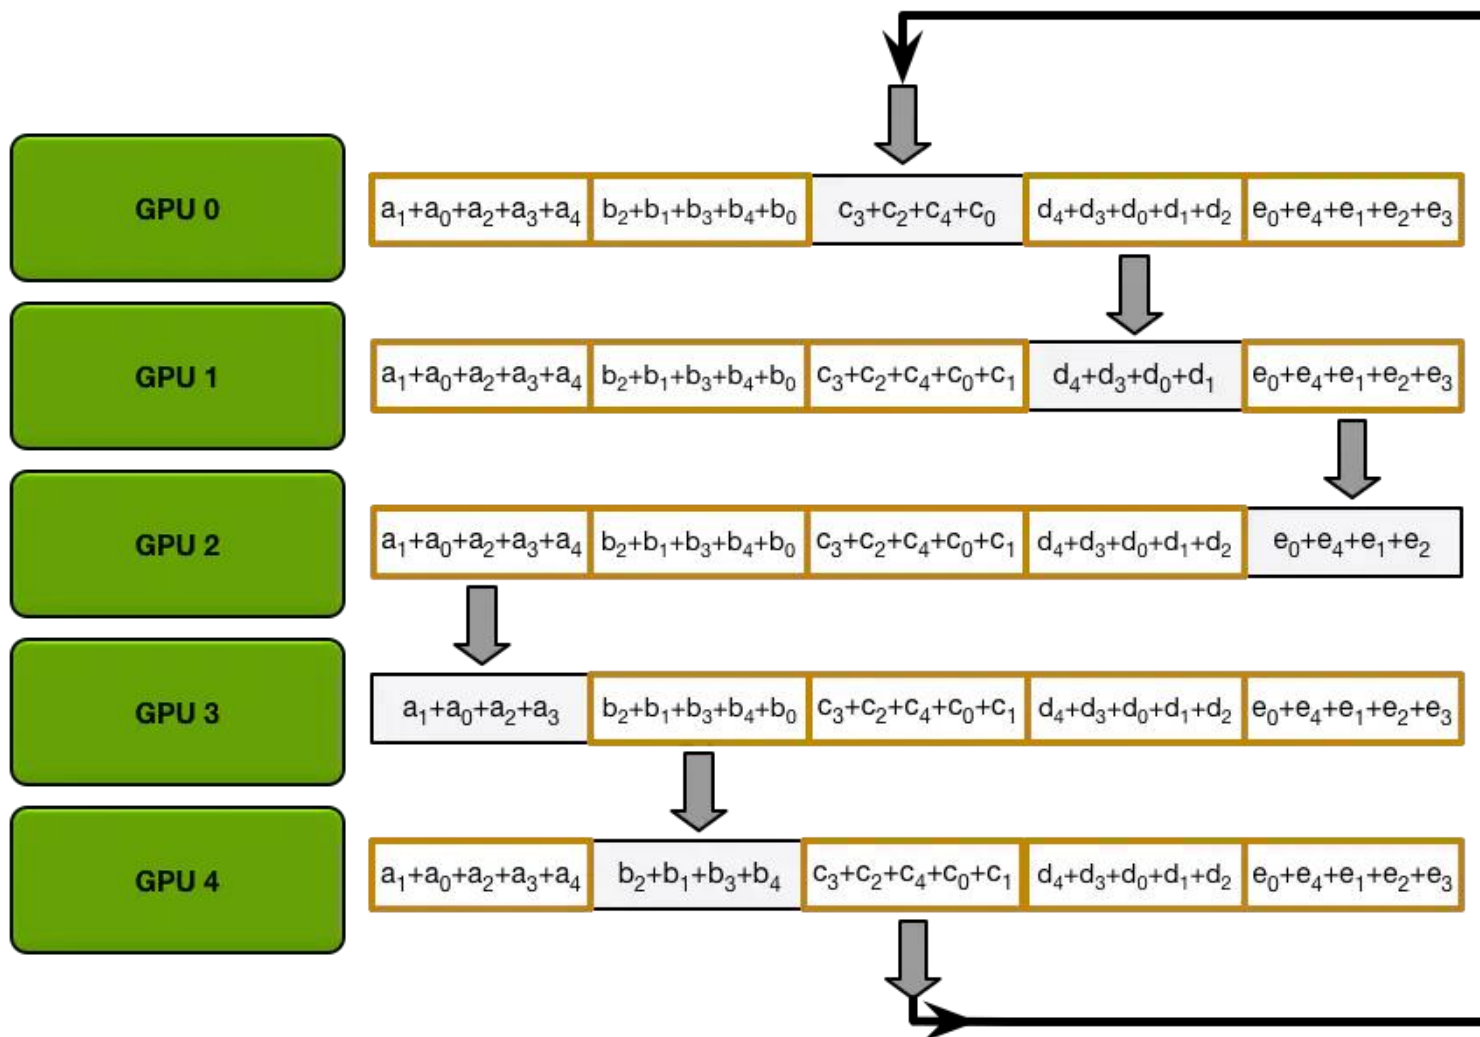 GPU 0 a₁+a₀+a₂+a₃+a₄ b₂+b₁+b₃+b₄+b₀ c₃+c₂+c₄+c₀ d₄+d₃+d₀+d₁+d₂ e₀+e₄+e₁+e₂+e₃
GPU 1 a₁+a₀+a₂+a₃+a₄ b₂+b₁+b₃+b₄+b₀ c₃+c₂+c₄+c₀+c₁ d₄+d₃+d₀+d₁ e₀+e₄+e₁+e₂+e₃
GPU 2 a₁+a₀+a₂+a₃+a₄ b₂+b₁+b₃+b₄+b₀ c₃+c₂+c₄+c₀+c₁ d₄+d₃+d₀+d₁+d₂ e₀+e₄+e₁+e₂
GPU 3 a₁+a₀+a₂+a₃ b₂+b₁+b₃+b₄+b₀ c₃+c₂+c₄+c₀+c₁ d₄+d₃+d₀+d₁+d₂ e₀+e₄+e₁+e₂+e₃
GPU 4 a₁+a₀+a₂+a₃+a₄ b₂+b₁+b₃+b₄ c₃+c₂+c₄+c₀+c₁ d₄+d₃+d₀+d₁+d₂ e₀+e₄+e₁+e₂+e₃